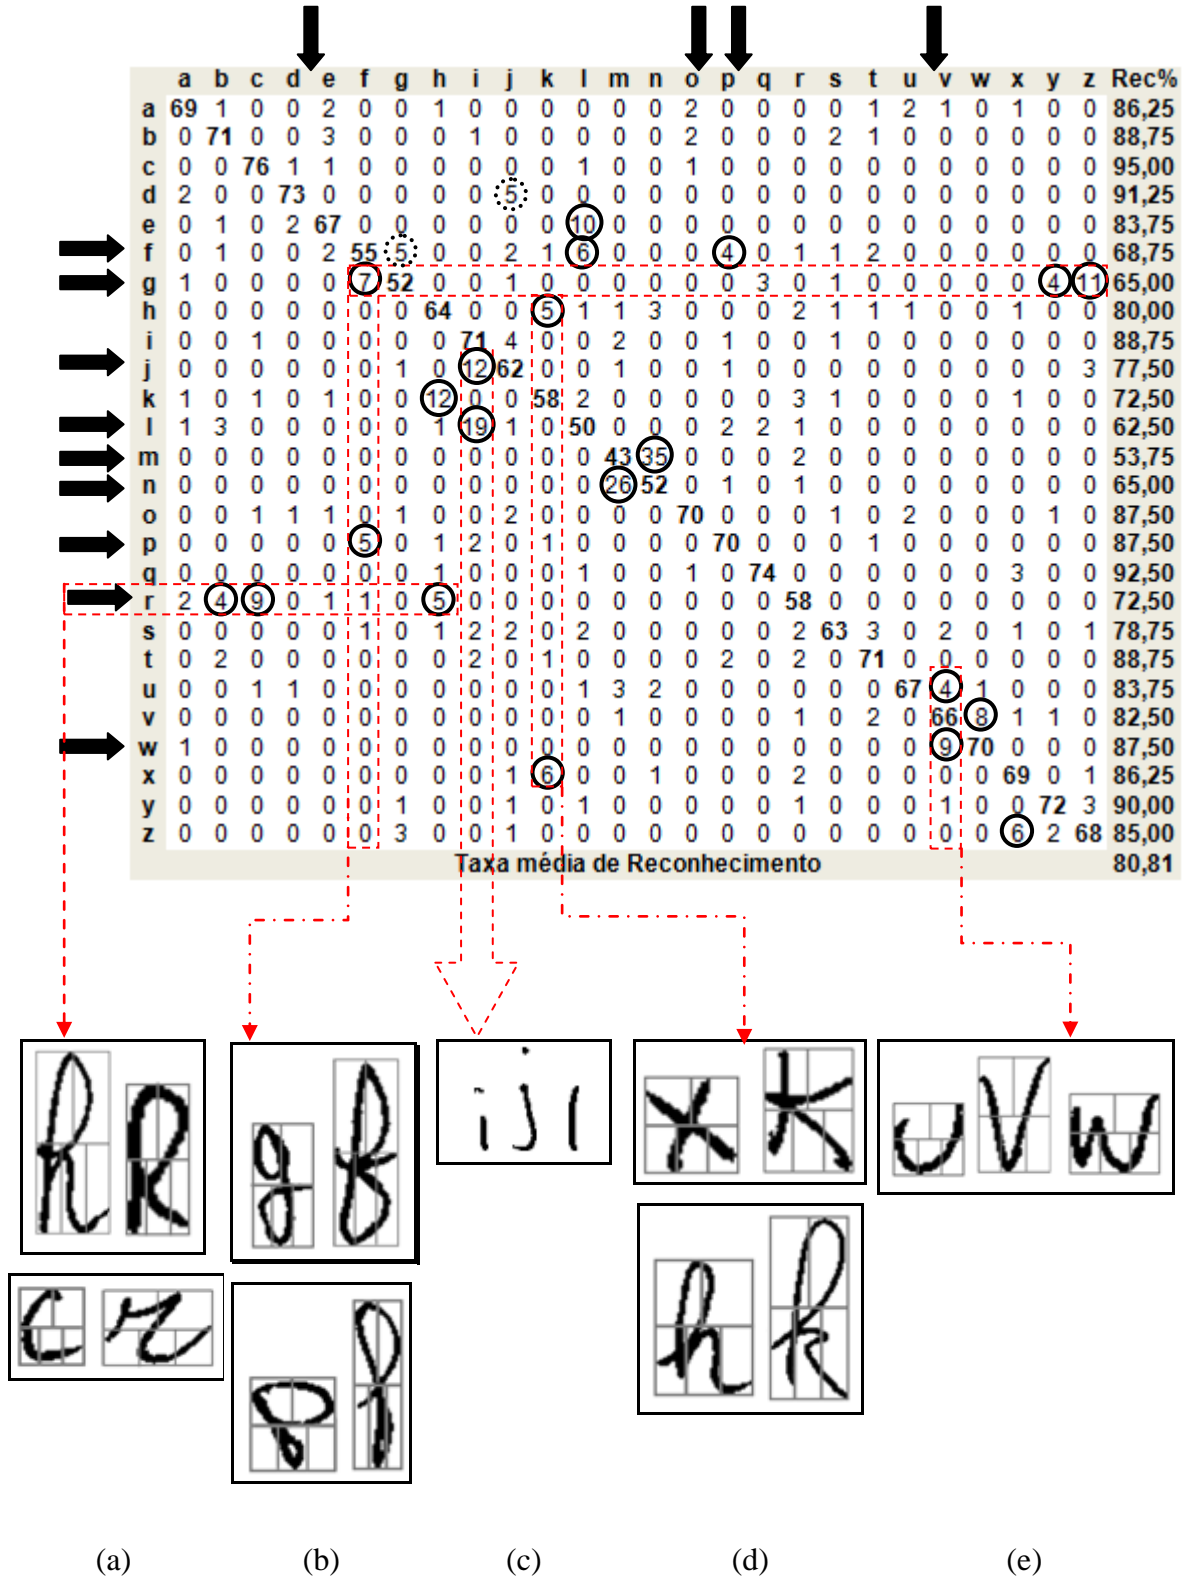 a b c d e f g h i j k l m n o p q r s t u v w x y z Rec%
a 69 1 0 0 2 0 0 1 0 0 0 0 0 0 2 0 0 0 0 1 2 1 0 1 0 0 86,25
b 0 71 0 0 3 0 0 0 1 0 0 0 0 0 2 0 0 0 2 1 0 0 0 0 0 0 88,75
c 0 0 76 1 1 0 0 0 0 0 0 1 0 0 1 0 0 0 0 0 0 0 0 0 0 0 95,00
d 2 0 0 73 0 0 0 0 0 5 0 0 0 0 0 0 0 0 0 0 0 0 0 0 0 0 91,25
e 0 1 0 2 67 0 0 0 0 0 0 10 0 0 0 0 0 0 0 0 0 0 0 0 0 0 83,75
f 0 1 0 0 2 55 5 0 0 2 1 6 0 0 0 4 0 1 1 2 0 0 0 0 0 0 68,75
g 1 0 0 0 0 7 52 0 0 1 0 0 0 0 0 0 3 0 1 0 0 0 0 0 4 11 65,00
h 0 0 0 0 0 0 0 64 0 0 5 1 1 3 0 0 0 2 1 1 1 0 0 1 0 0 80,00
i 0 0 1 0 0 0 0 0 71 4 0 0 2 0 0 1 0 0 1 0 0 0 0 0 0 0 88,75
j 0 0 0 0 0 0 1 0 12 62 0 0 1 0 0 1 0 0 0 0 0 0 0 0 0 3 77,50
k 1 0 1 0 1 0 0 12 0 0 58 2 0 0 0 0 0 3 1 0 0 0 0 1 0 0 72,50
l 1 3 0 0 0 0 0 1 19 1 0 50 0 0 0 2 2 1 0 0 0 0 0 0 0 0 62,50
m 0 0 0 0 0 0 0 0 0 0 0 0 43 35 0 0 0 2 0 0 0 0 0 0 0 0 53,75
n 0 0 0 0 0 0 0 0 0 0 0 0 26 52 0 1 0 1 0 0 0 0 0 0 0 0 65,00
o 0 0 1 1 1 0 1 0 0 2 0 0 0 0 70 0 0 0 1 0 2 0 0 0 1 0 87,50
p 0 0 0 0 0 5 0 1 2 0 1 0 0 0 0 70 0 0 0 1 0 0 0 0 0 0 87,50
q 0 0 0 0 0 0 0 1 0 0 0 1 0 0 1 0 74 0 0 0 0 0 0 3 0 0 92,50
r 2 4 9 0 1 1 0 5 0 0 0 0 0 0 0 0 0 58 0 0 0 0 0 0 0 0 72,50
s 0 0 0 0 0 1 0 1 2 2 0 2 0 0 0 0 0 2 63 3 0 2 0 1 0 1 78,75
t 0 2 0 0 0 0 0 0 2 0 1 0 0 0 0 2 0 2 0 71 0 0 0 0 0 0 88,75
u 0 0 1 1 0 0 0 0 0 0 0 1 3 2 0 0 0 0 0 0 67 4 1 0 0 0 83,75
v 0 0 0 0 0 0 0 0 0 0 0 0 1 0 0 0 0 1 0 2 0 66 8 1 1 0 82,50
w 1 0 0 0 0 0 0 0 0 0 0 0 0 0 0 0 0 0 0 0 0 9 70 0 0 0 87,50
x 0 0 0 0 0 0 0 0 0 1 6 0 0 1 0 0 0 2 0 0 0 0 0 69 0 1 86,25
y 0 0 0 0 0 0 1 0 0 1 0 1 0 0 0 0 0 1 0 0 0 1 0 0 72 3 90,00
z 0 0 0 0 0 0 3 0 0 1 0 0 0 0 0 0 0 0 0 0 0 0 0 6 2 68 85,00
Taxa média de Reconhecimento 80,81
i j l
(a) (b) (c) (d) (e)